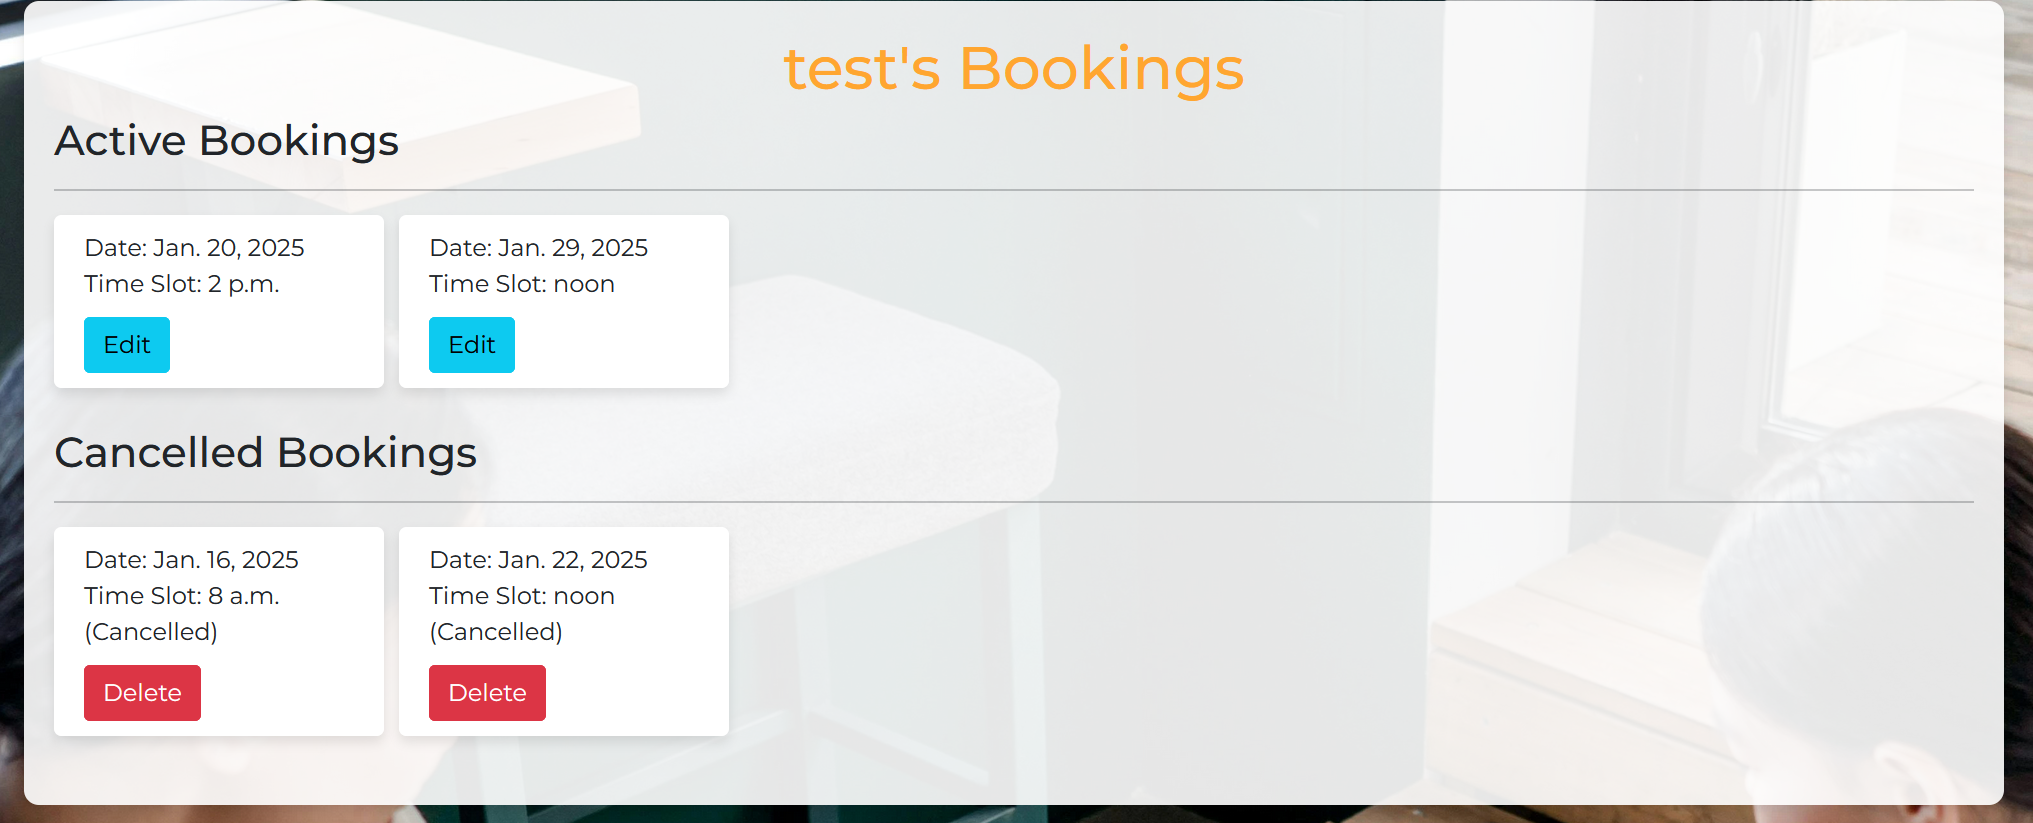 test's Bookings
Active Bookings
Date: Jan. 20, 2025
Time Slot: 2 p.m.
Edit
Date: Jan. 29, 2025
Time Slot: noon
Edit
Cancelled Bookings
Date: Jan. 16, 2025
Time Slot: 8 a.m.
(Cancelled)
Delete
Date: Jan. 22, 2025
Time Slot: noon
(Cancelled)
Delete